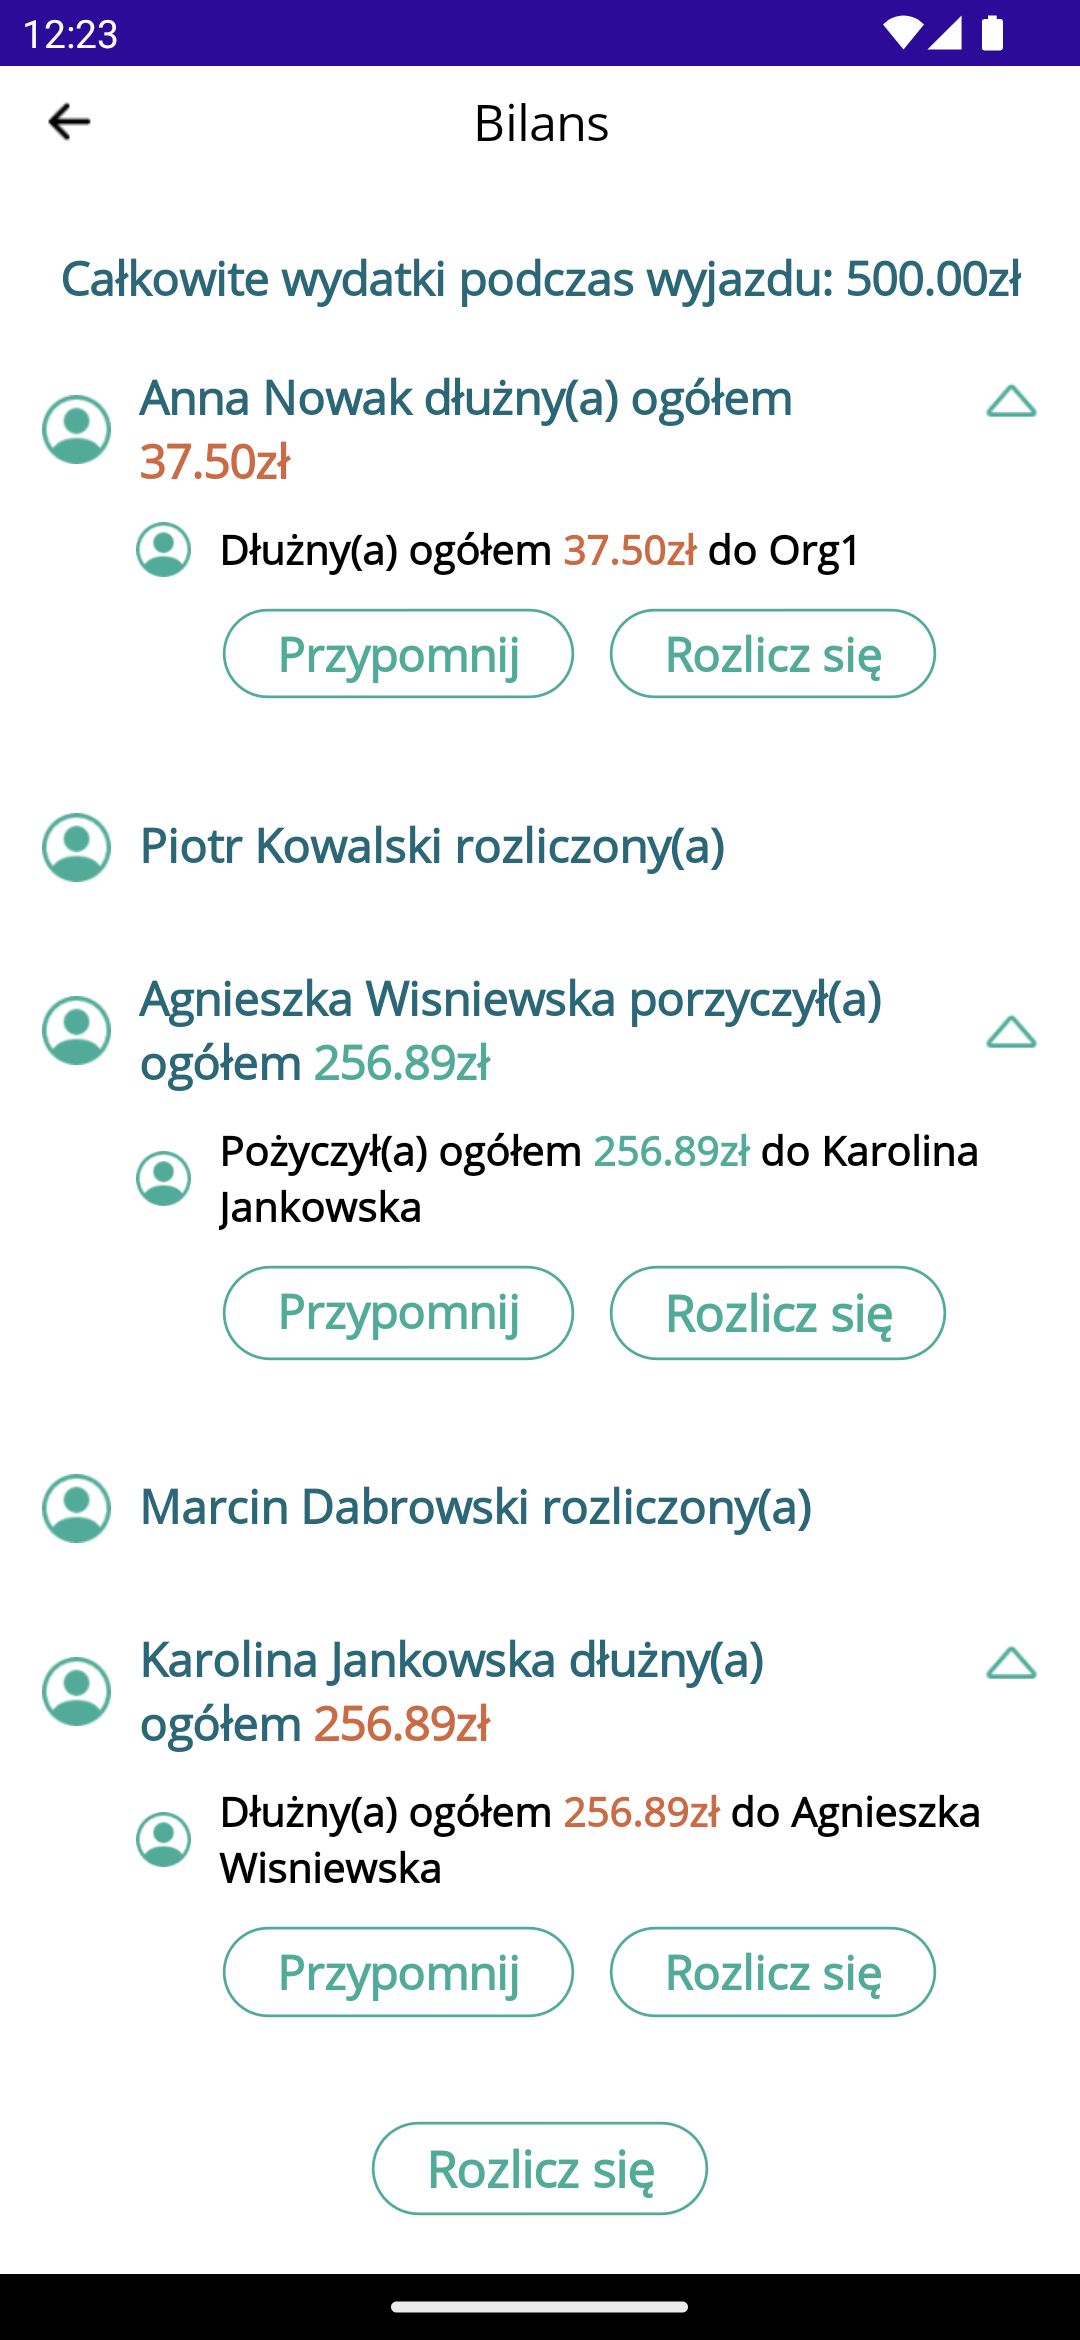 12:23
Bilans
Całkowite wydatki podczas wyjazdu: 500.00zł
Anna Nowak dłużny(a) ogółem
37.50zł
Dłużny(a) ogółem 37.50zł do Org1
Przypomnij
Rozlicz się
Piotr Kowalski rozliczony(a)
Agnieszka Wisniewska porzyczył(a)
ogółem 256.89zł
Pożyczył(a) ogółem 256.89zł do Karolina
Jankowska
Przypomnij
Rozlicz się
Marcin Dabrowski rozliczony(a)
Karolina Jankowska dłużny(a)
ogółem 256.89zł
Dłużny(a) ogółem 256.89zł do Agnieszka
Wisniewska
Przypomnij
Rozlicz się
Rozlicz się